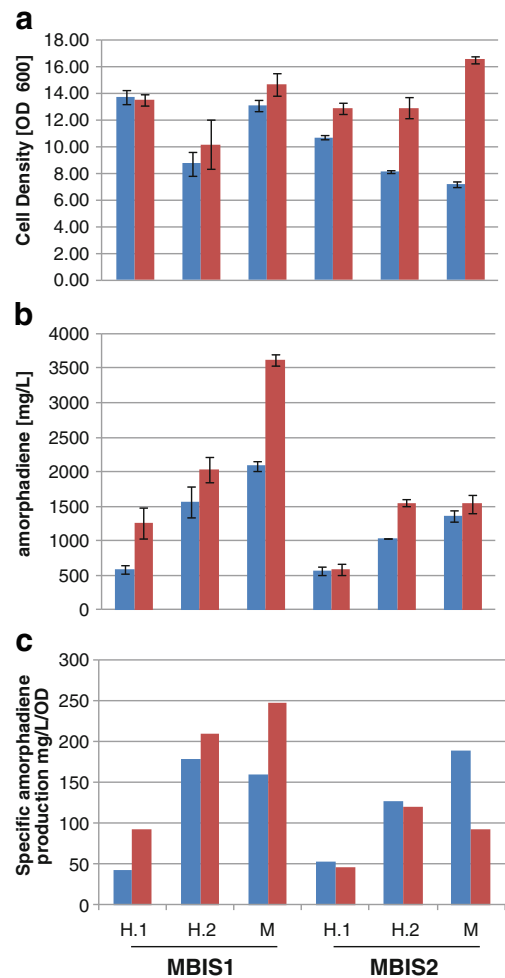 a
Cell Density [OD 600]
18.00
16.00
14.00
12.00
10.00
8.00
6.00
4.00
2.00
0.00
b
amorphadiene [mg/L]
4000
3500
3000
2500
2000
1500
1000
500
0
c
Specific amorphadiene
production mg/L/OD
300
250
200
150
100
50
0
H.1 H.2 M H.1 H.2 M
MBIS1 MBIS2